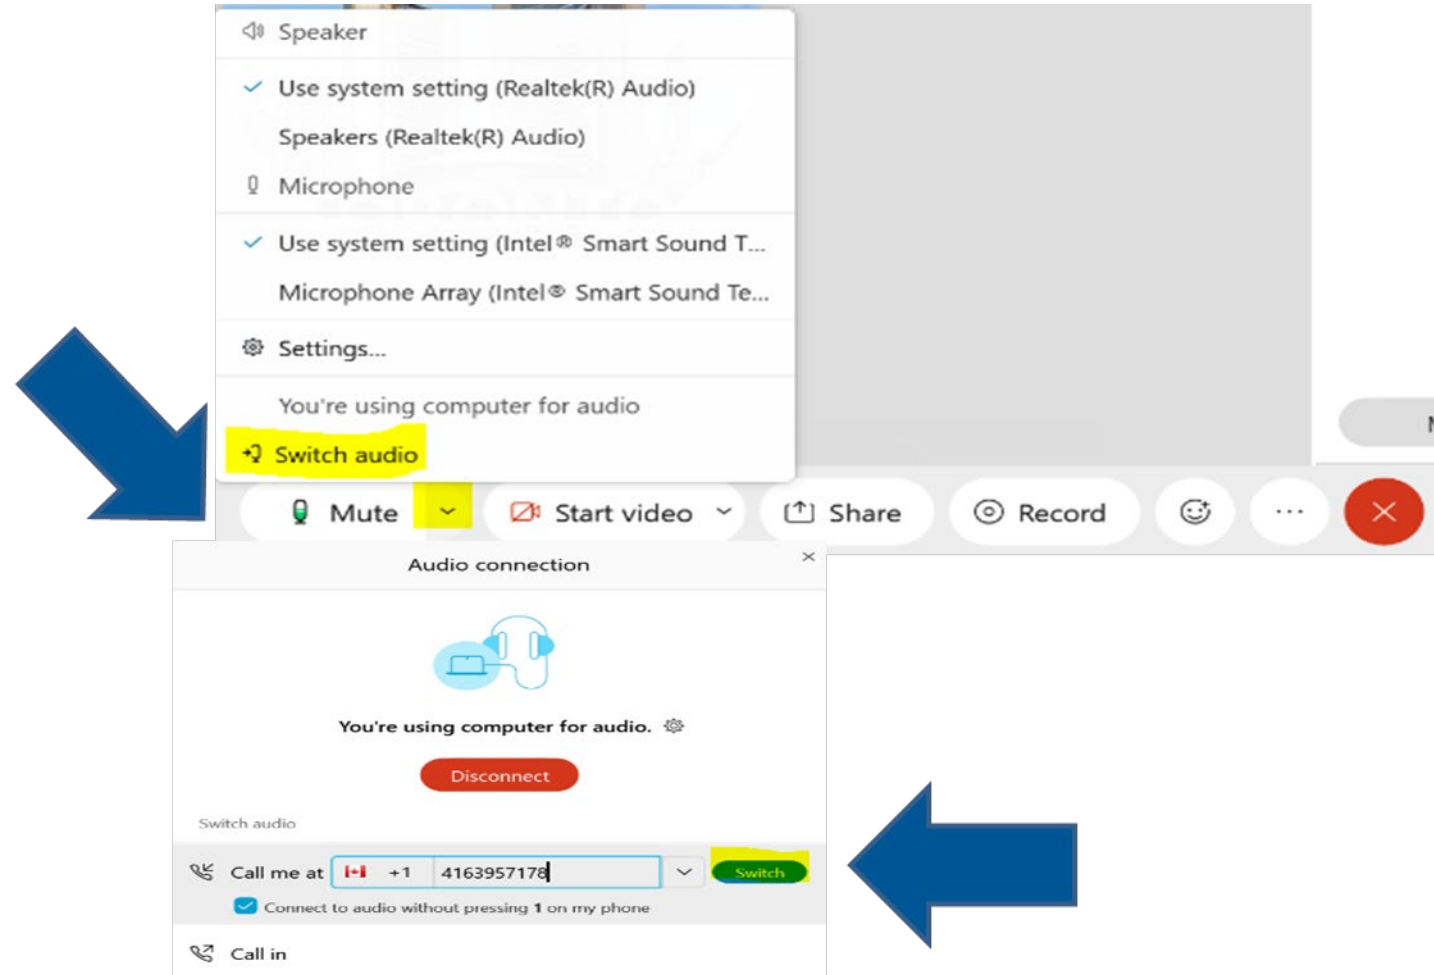 Speaker
Use system setting (Realtek(R) Audio)
Speakers (Realtek(R) Audio)
Microphone
Use system setting (Intel® Smart Sound T...
Microphone Array (Intel® Smart Sound Te...
Settings...
You're using computer for audio
Switch audio
Mute Start video Share Record ...
Audio connection
You're using computer for audio.
Disconnect
Switch audio
Call me at +1 4163957178 Switch
Connect to audio without pressing 1 on my phone
Call in